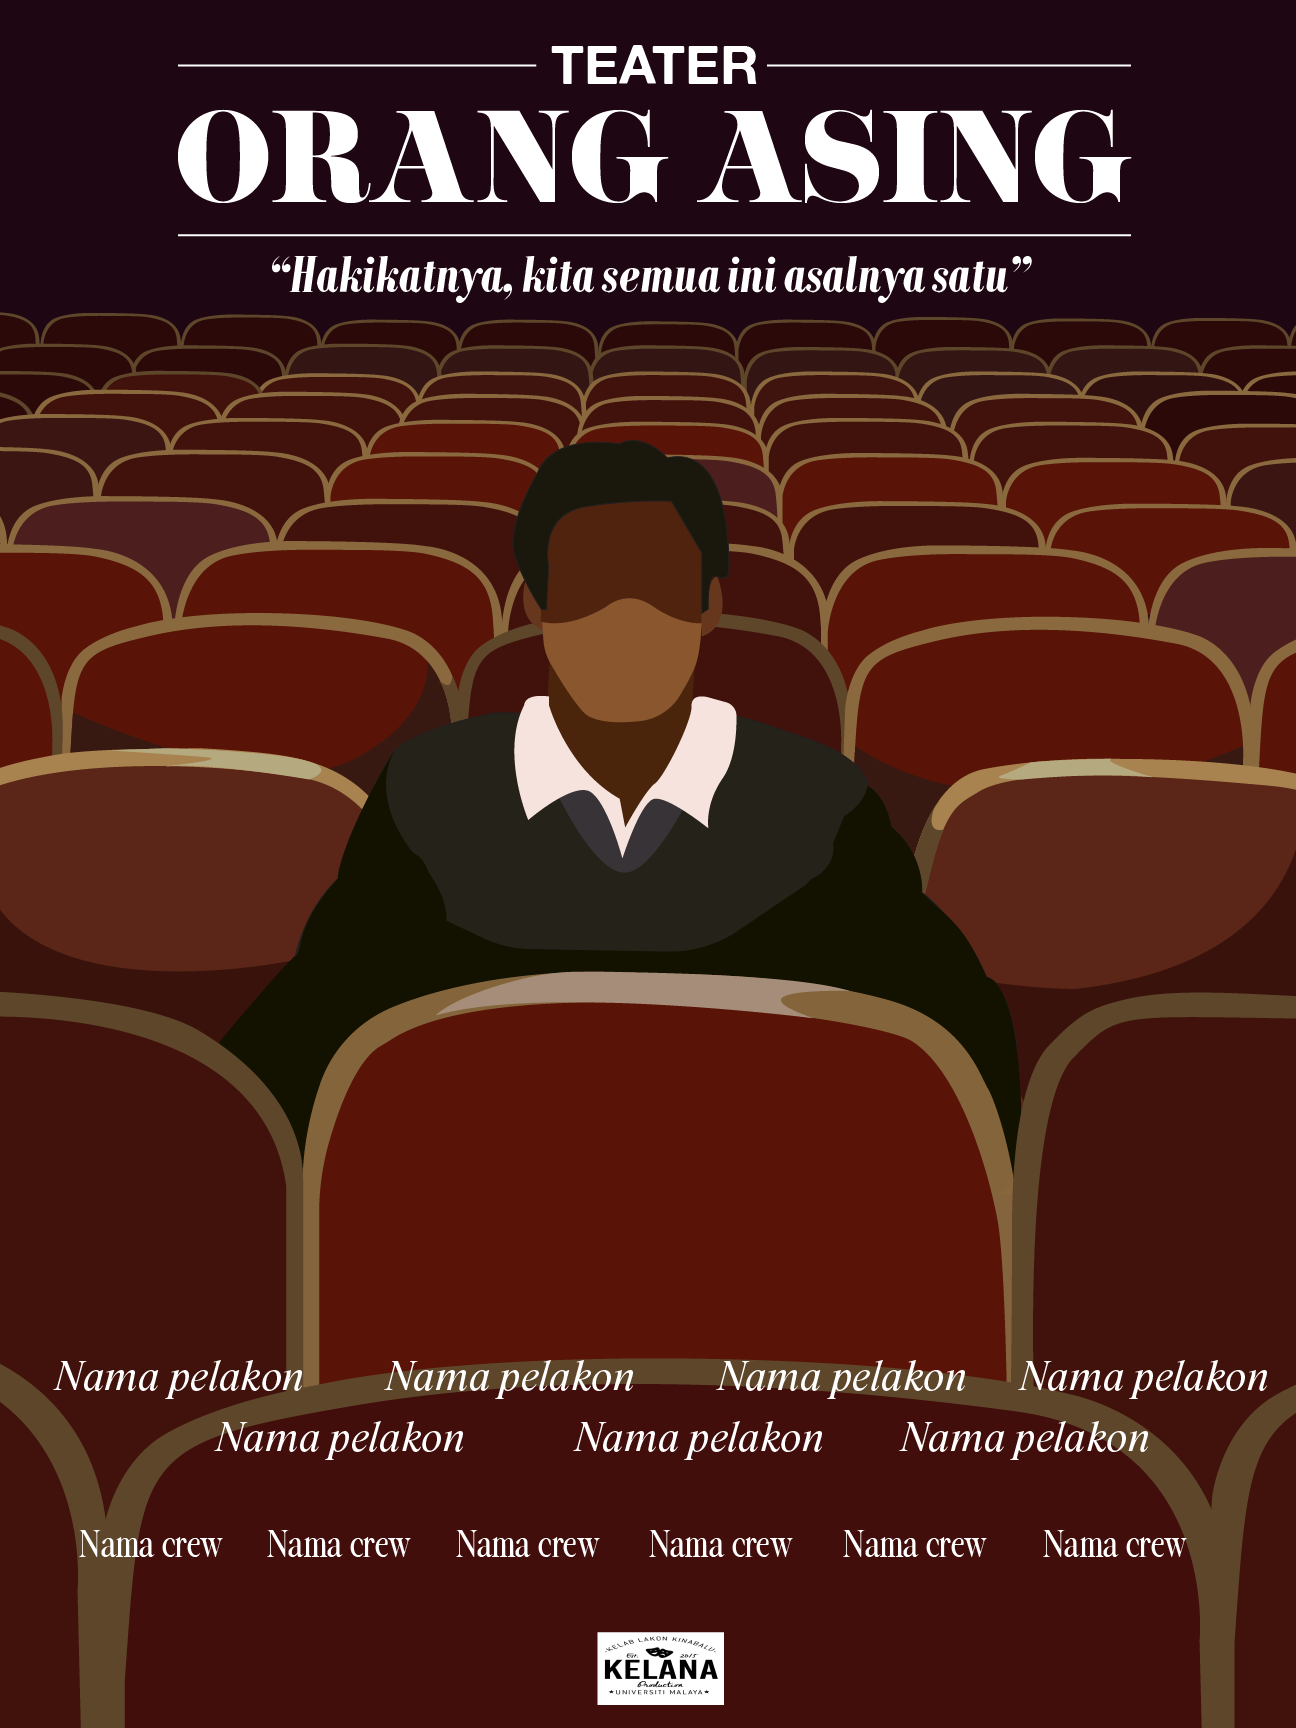 TEATER
ORANG ASING
“Hakikatnya, kita semua ini asalnya satu”
Nama pelakon Nama pelakon Nama pelakon Nama pelakon
Nama pelakon Nama pelakon Nama pelakon
Nama crew Nama crew Nama crew Nama crew Nama crew Nama crew
·KELAB LAKON KINABALU·
Est. 2015
KELANA
Production
★UNIVERSITI MALAYA★